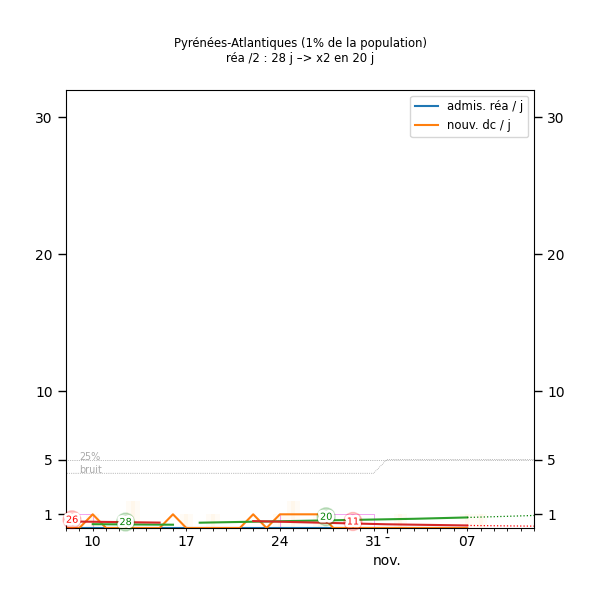 Pyrénées-Atlantiques (1% de la population)
réa /2 : 28 j –> x2 en 20 j
admis. réa / j
nouv. dc / j
30 30
20 20
10 10
5 5
25%
bruit
1 1
26 28 20 11
10 17 24 31 07
nov.